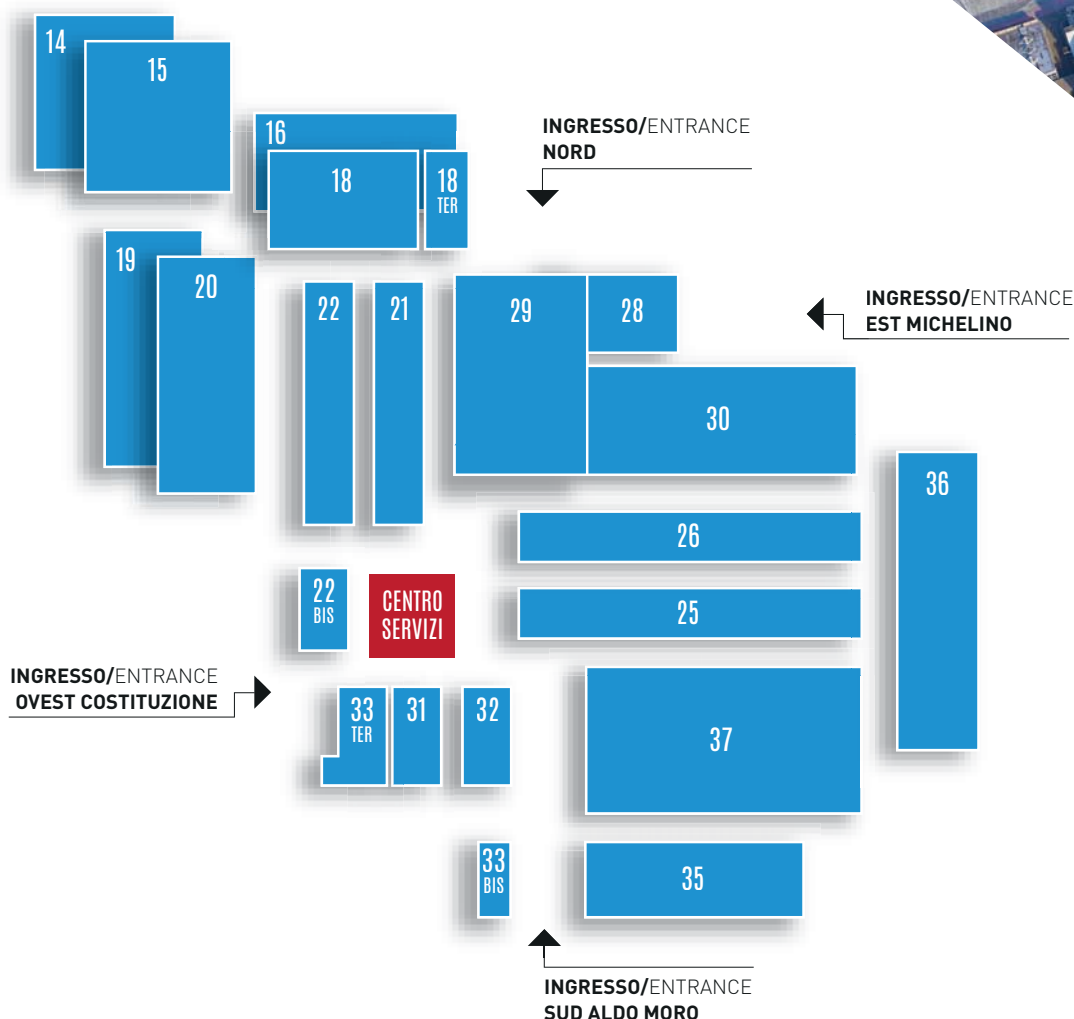 14
15
16
INGRESSO/ENTRANCE
NORD
18
18
TER
19
20
22
21
29
28
INGRESSO/ENTRANCE
EST MICHELINO
30
36
26
22
BIS
CENTRO
SERVIZI
25
INGRESSO/ENTRANCE
OVEST COSTITUZIONE
33
TER
31
32
37
33
BIS
35
INGRESSO/ENTRANCE
SUD ALDO MORO